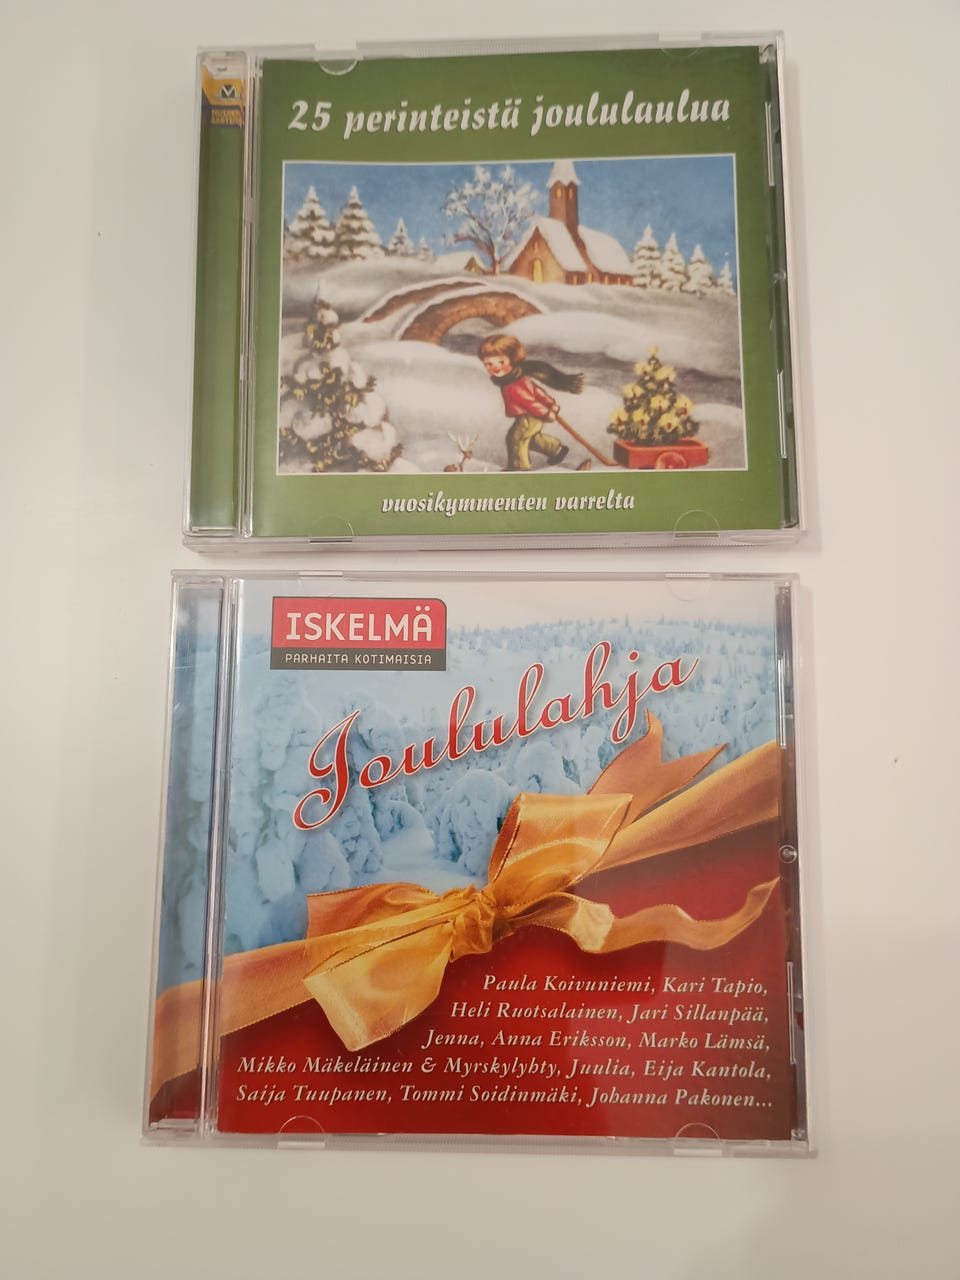 25 perinteistä joululaulua
vuosikymmenten varrelta
ISKELMÄ
PARHAITA KOTIMAISIA
Joululahja
Paula Koivuniemi, Kari Tapio,
Heli Ruotsalainen, Jari Sillanpää,
Jenna, Anna Eriksson, Marko Lämsä,
Mikko Mäkeläinen & Myrskylyhty, Juulia, Eija Kantola,
Saija Tuupanen, Tommi Soidinmäki, Johanna Pakonen...